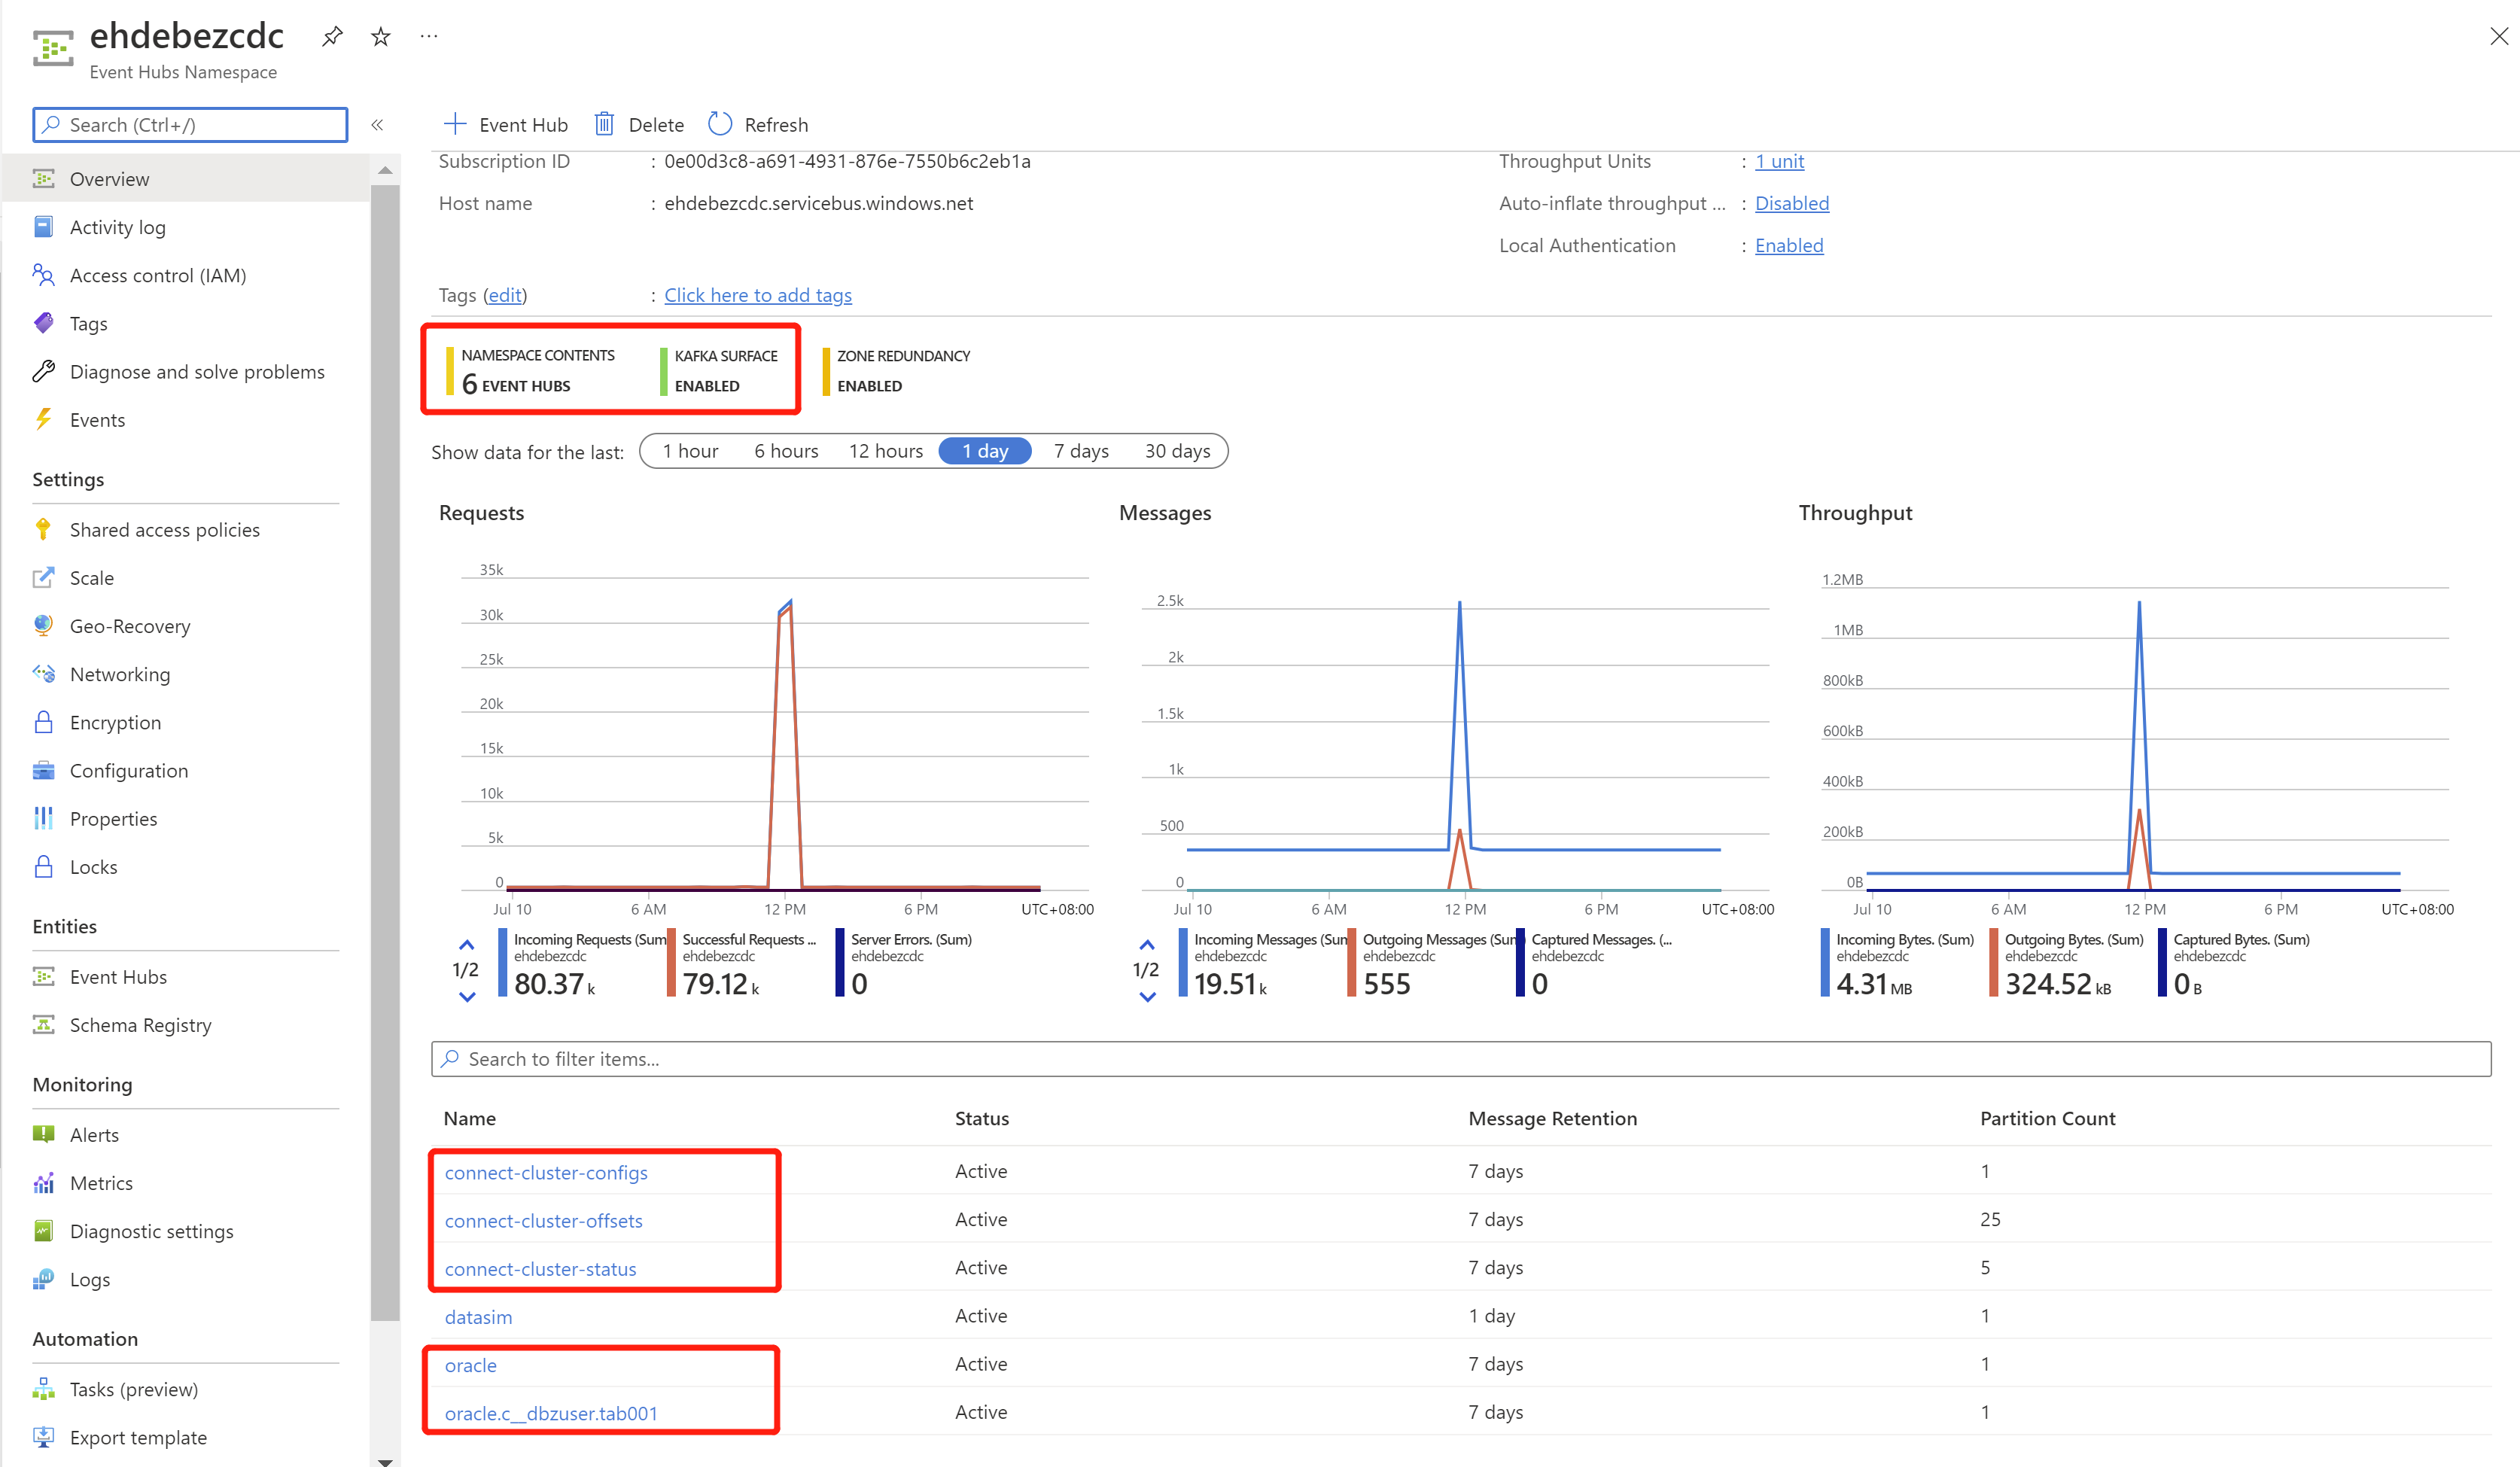 ehdebezcdc
Event Hubs Namespace
Search (Ctrl+/)
Overview
Activity log
Access control (IAM)
Tags
Diagnose and solve problems
Events
Settings
Shared access policies
Scale
Geo-Recovery
Networking
Encryption
Configuration
Properties
Locks
Entities
Event Hubs
Schema Registry
Monitoring
Alerts
Metrics
Diagnostic settings
Logs
Automation
Tasks (preview)
Export template
Event Hub Delete Refresh
Subscription ID : 0e00d3c8-a691-4931-876e-7550b6c2eb1a
Host name : ehdebezcdc.servicebus.windows.net
Throughput Units : 1 unit
Auto-inflate throughput ... : Disabled
Local Authentication : Enabled
Tags (edit) : Click here to add tags
NAMESPACE CONTENTS
6 EVENT HUBS
KAFKA SURFACE
ENABLED
ZONE REDUNDANCY
ENABLED
Show data for the last: 1 hour 6 hours 12 hours 1 day 7 days 30 days
Requests
35k
30k
25k
20k
15k
10k
5k
0
Jul 10 6 AM 12 PM 6 PM UTC+08:00
1/2
Incoming Requests (Sum
ehdebezcdc
80.37 k
Successful Requests ...
ehdebezcdc
79.12 k
Server Errors. (Sum)
ehdebezcdc
0
Messages
2.5k
2k
1.5k
1k
500
0
Jul 10 6 AM 12 PM 6 PM UTC+08:00
1/2
Incoming Messages (Sum
ehdebezcdc
19.51 k
Outgoing Messages (Sum
ehdebezcdc
555
Captured Messages. (...
ehdebezcdc
0
Throughput
1.2MB
1MB
800kB
600kB
400kB
200kB
0B
Jul 10 6 AM 12 PM 6 PM UTC+08:00
Incoming Bytes. (Sum)
ehdebezcdc
4.31 MB
Outgoing Bytes. (Sum)
ehdebezcdc
324.52 kB
Captured Bytes. (Sum)
ehdebezcdc
0 B
Search to filter items...
Name Status Message Retention Partition Count
connect-cluster-configs Active 7 days 1
connect-cluster-offsets Active 7 days 25
connect-cluster-status Active 7 days 5
datasim Active 1 day 1
oracle Active 7 days 1
oracle.c__dbzuser.tab001 Active 7 days 1